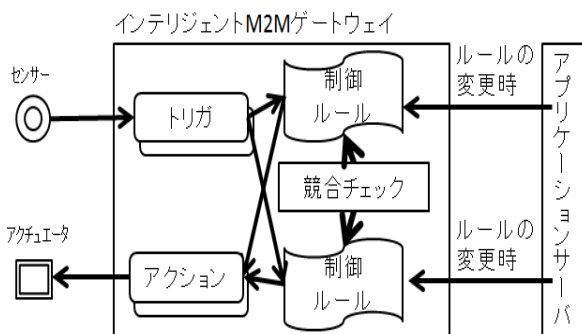 インテリジェントM2Mゲートウェイ
センサー
トリガ
制御
ルール
ルールの
変更時
競合チェック
アクチュエータ
アクション
制御
ルール
ルールの
変更時
アプリケーションサーバ